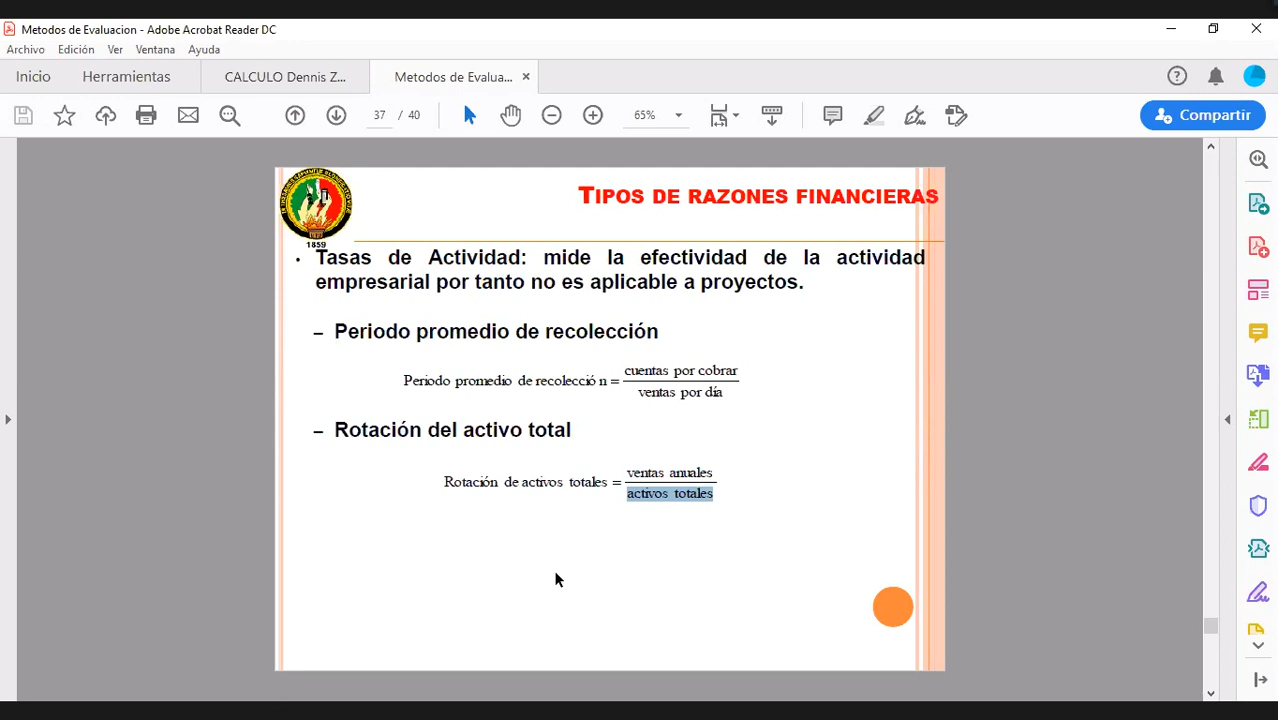 Metodos de Evaluacion - Adobe Acrobat Reader DC
Archivo Edición Ver Ventana Ayuda
Inicio Herramientas CALCULO Dennis Z... Metodos de Evalua...
37 / 40 65% Compartir
TIPOS DE RAZONES FINANCIERAS
1859
• Tasas de Actividad: mide la efectividad de la actividad
empresarial por tanto no es aplicable a proyectos.
– Periodo promedio de recolección
cuentas por cobrar
Periodo promedio de recolecció n =
ventas por día
– Rotación del activo total
ventas anuales
Rotación de activos totales =
activos totales